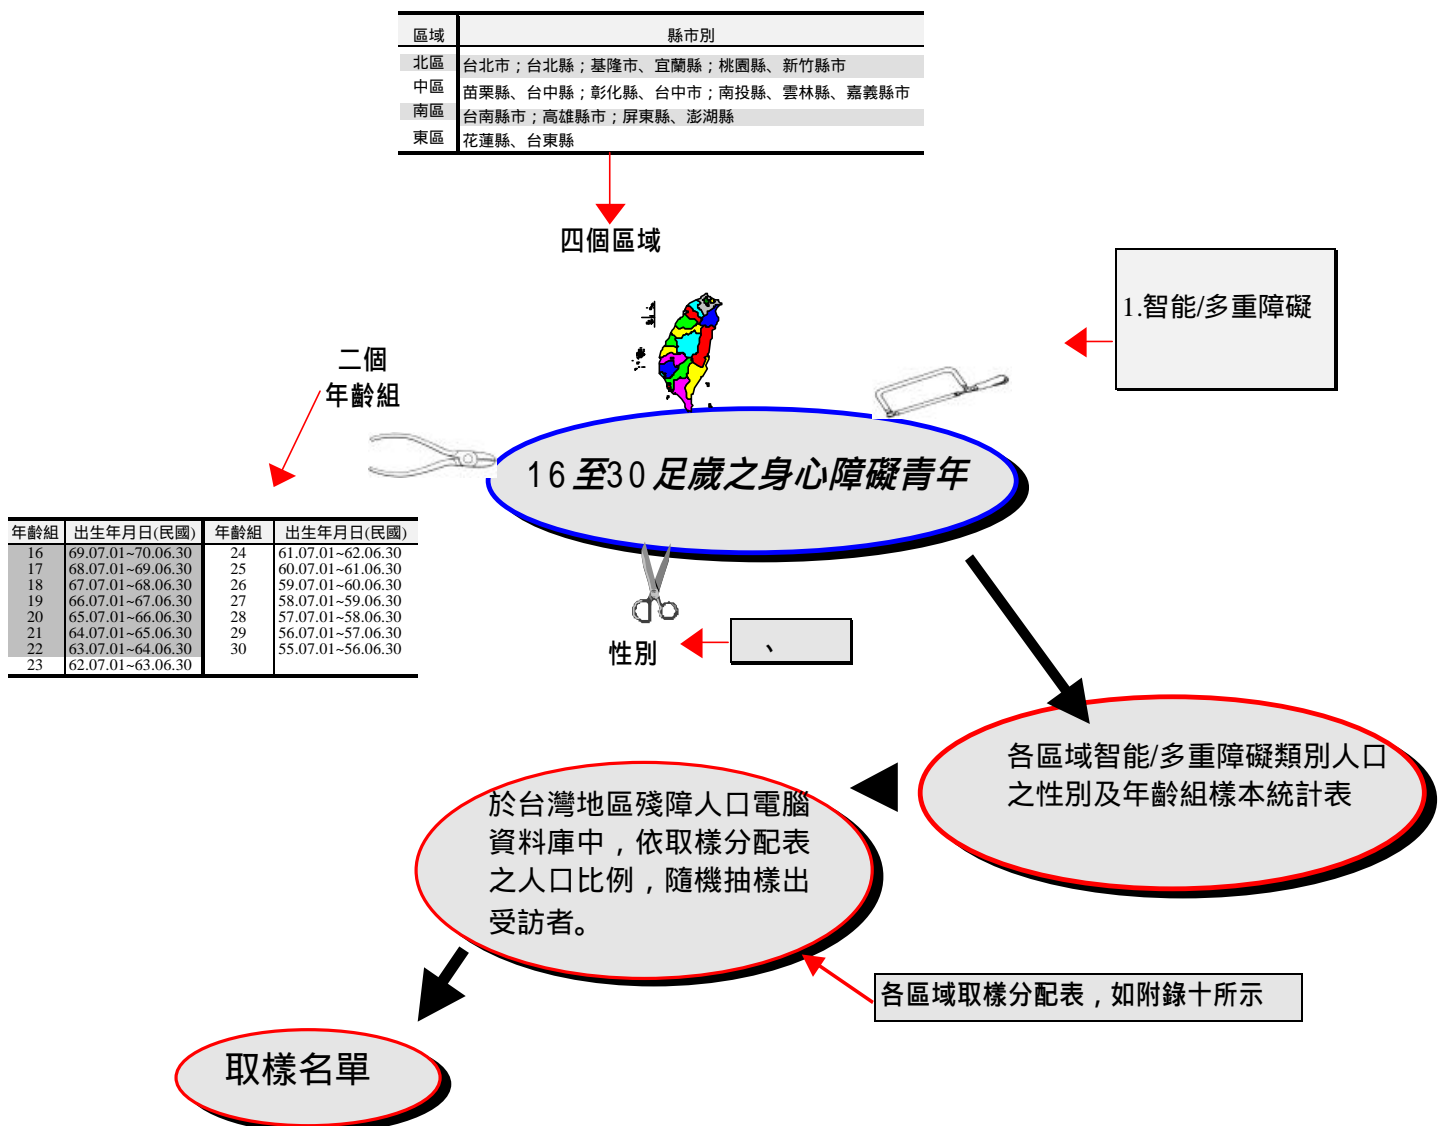 區域 縣市別
北區 台北市；台北縣；基隆市、宜蘭縣；桃園縣、新竹縣市
中區 苗栗縣、台中縣；彰化縣、台中市；南投縣、雲林縣、嘉義縣市
南區 台南縣市；高雄縣市；屏東縣、澎湖縣
東區 花蓮縣、台東縣
四個區域
1.智能/多重障礙
二個
年齡組
16至30足歲之身心障礙青年
年齡組 出生年月日(民國) 年齡組 出生年月日(民國)
16 69.07.01~70.06.30 24 61.07.01~62.06.30
17 68.07.01~69.06.30 25 60.07.01~61.06.30
18 67.07.01~68.06.30 26 59.07.01~60.06.30
19 66.07.01~67.06.30 27 58.07.01~59.06.30
20 65.07.01~66.06.30 28 57.07.01~58.06.30
21 64.07.01~65.06.30 29 56.07.01~57.06.30
22 63.07.01~64.06.30 30 55.07.01~56.06.30
23 62.07.01~63.06.30
性別
、
各區域智能/多重障礙類別人口
之性別及年齡組樣本統計表
於台灣地區殘障人口電腦
資料庫中，依取樣分配表
之人口比例，隨機抽樣出
受訪者。
各區域取樣分配表，如附錄十所示
取樣名單